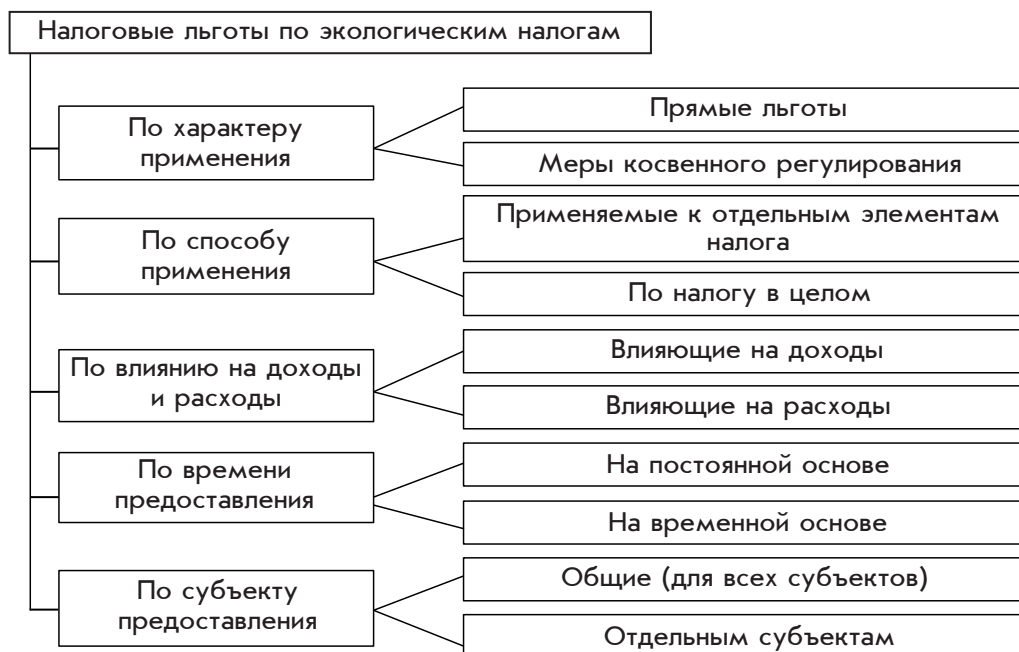 Налоговые льготы по экологическим налогам
По характеру
применения
Прямые льготы
Меры косвенного регулирования
По способу
применения
Применяемые к отдельным элементам
налога
По налогу в целом
По влиянию на доходы
и расходы
Влияющие на доходы
Влияющие на расходы
По времени
предоставления
На постоянной основе
На временной основе
По субъекту
предоставления
Общие (для всех субъектов)
Отдельным субъектам